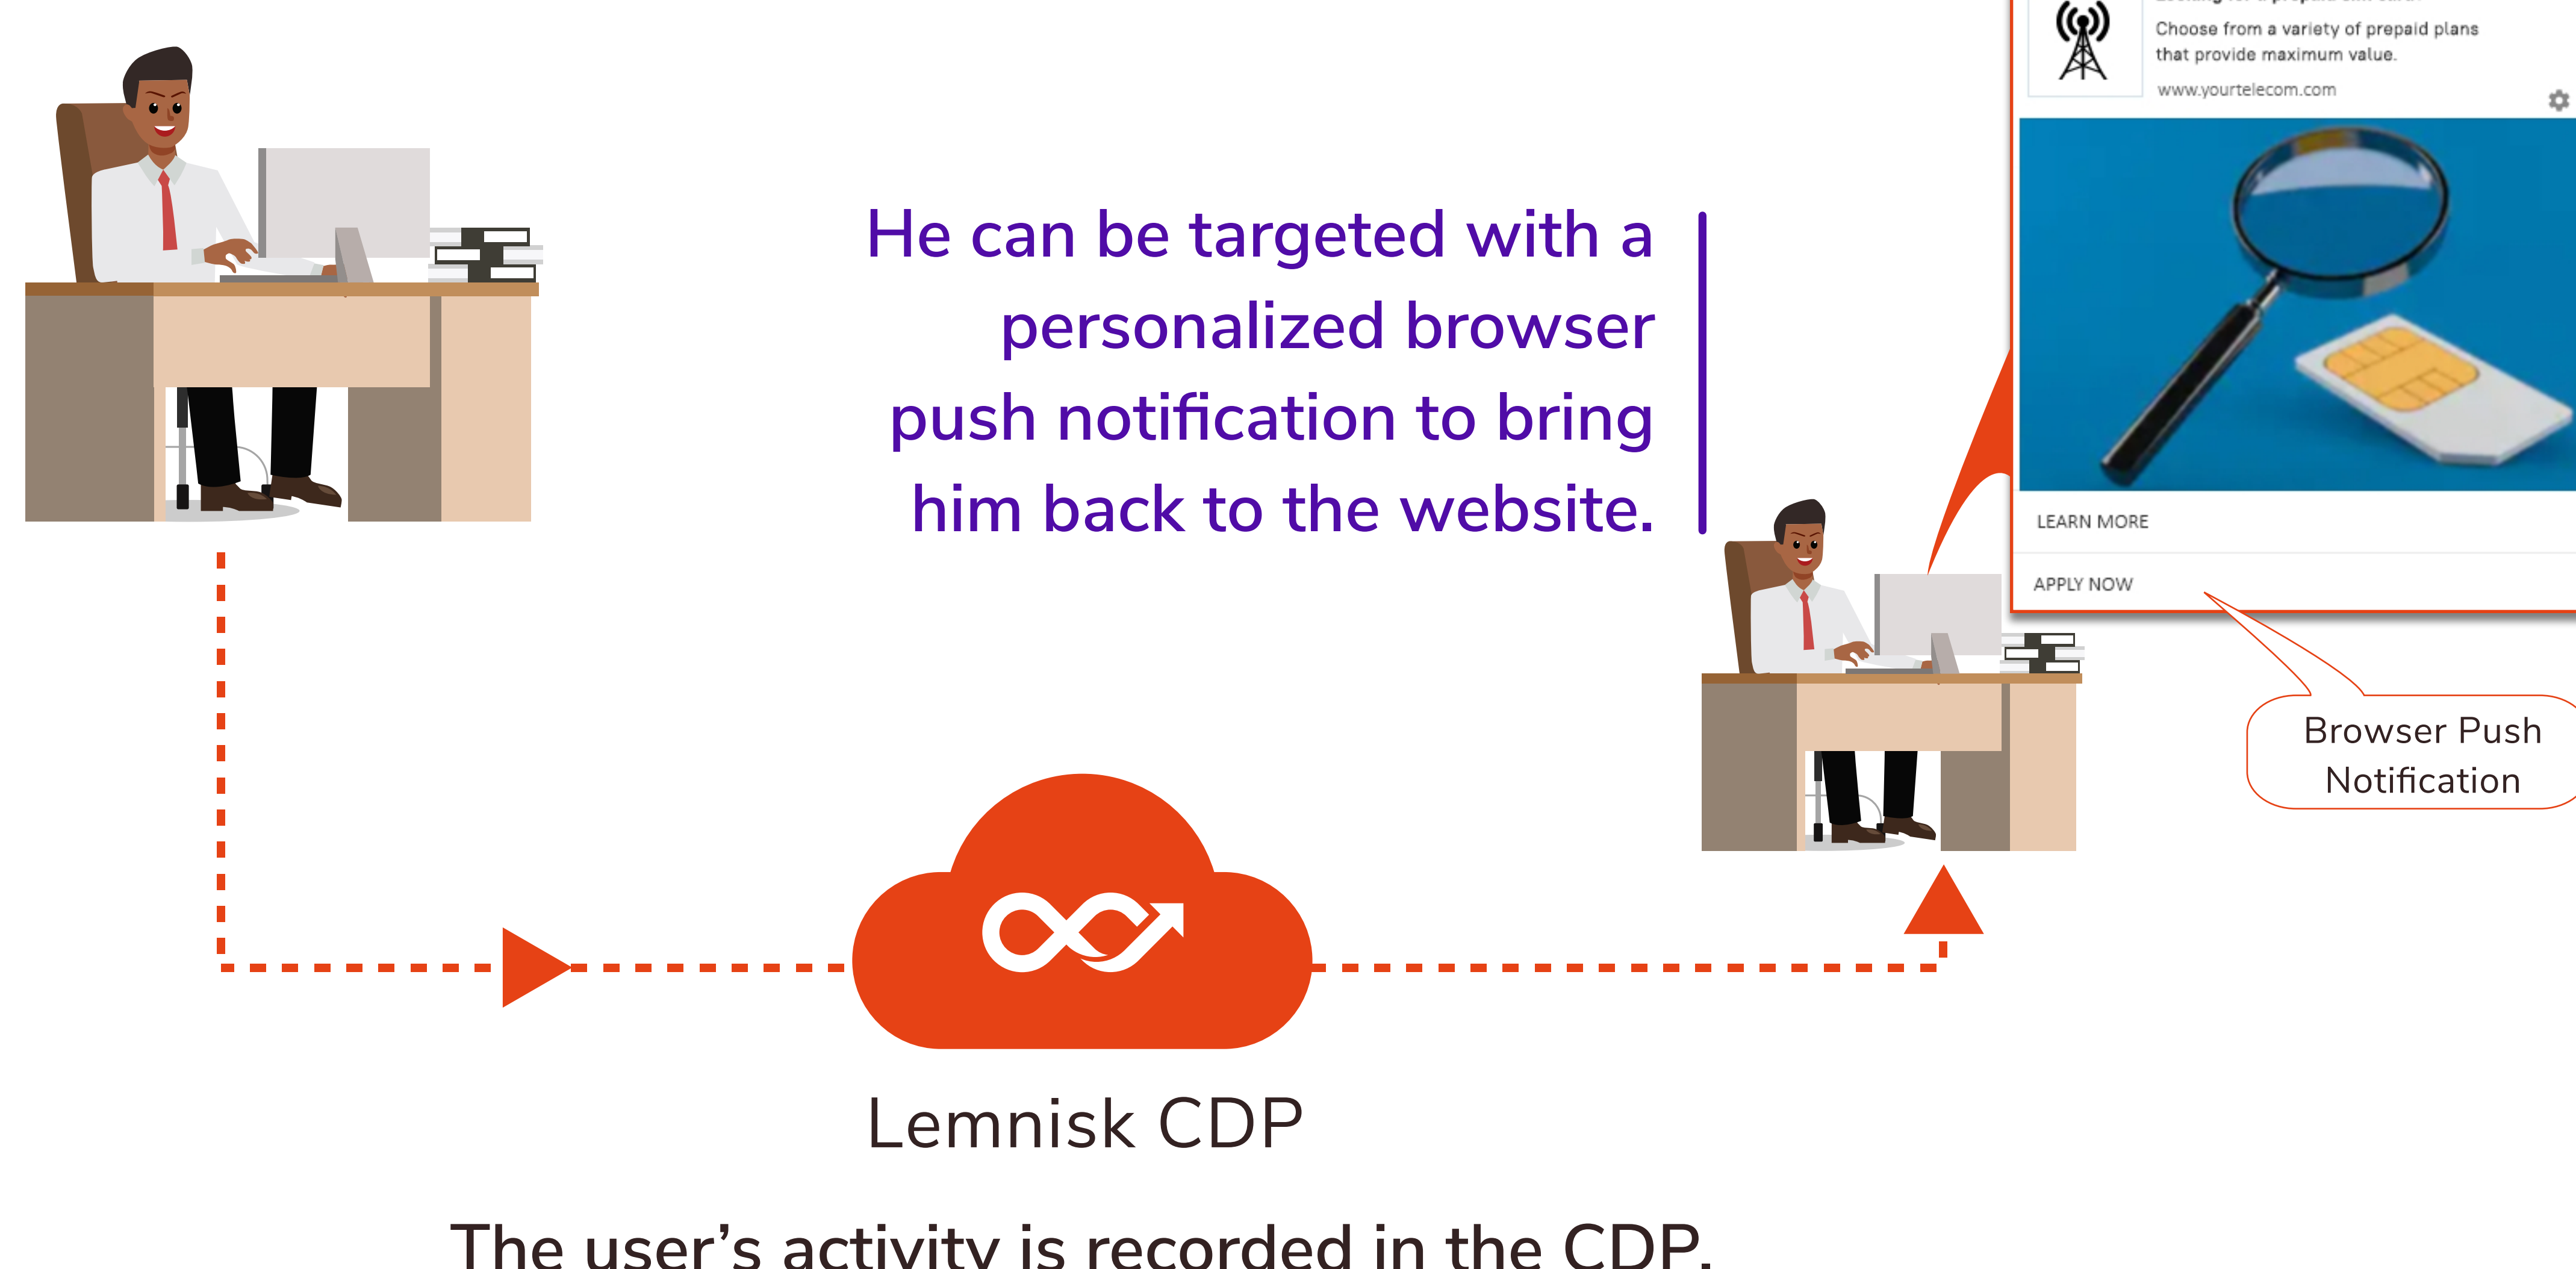 Choose from a variety of prepaid plans
that provide maximum value.
www.yourtelecom.com
He can be targeted with a
personalized browser
push notification to bring
him back to the website.
LEARN MORE
APPLY NOW
Browser Push
Notification
Lemnisk CDP
The user’s activity is recorded in the CDP.